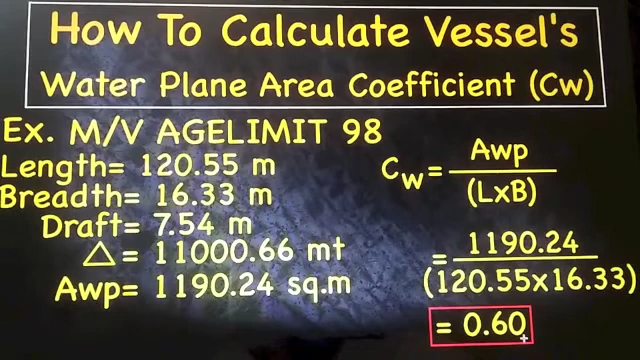 How To Calculate Vessel's
Water Plane Area Coefficient (Cw)
Ex. M/V AGELIMIT 98
Length= 120.55 m
Breadth= 16.33 m
Draft= 7.54 m
△= 11000.66 mt
Awp= 1190.24 sq.m
Cw= Awp
(LxB)
= 1190.24
(120.55x16.33)
= 0.60